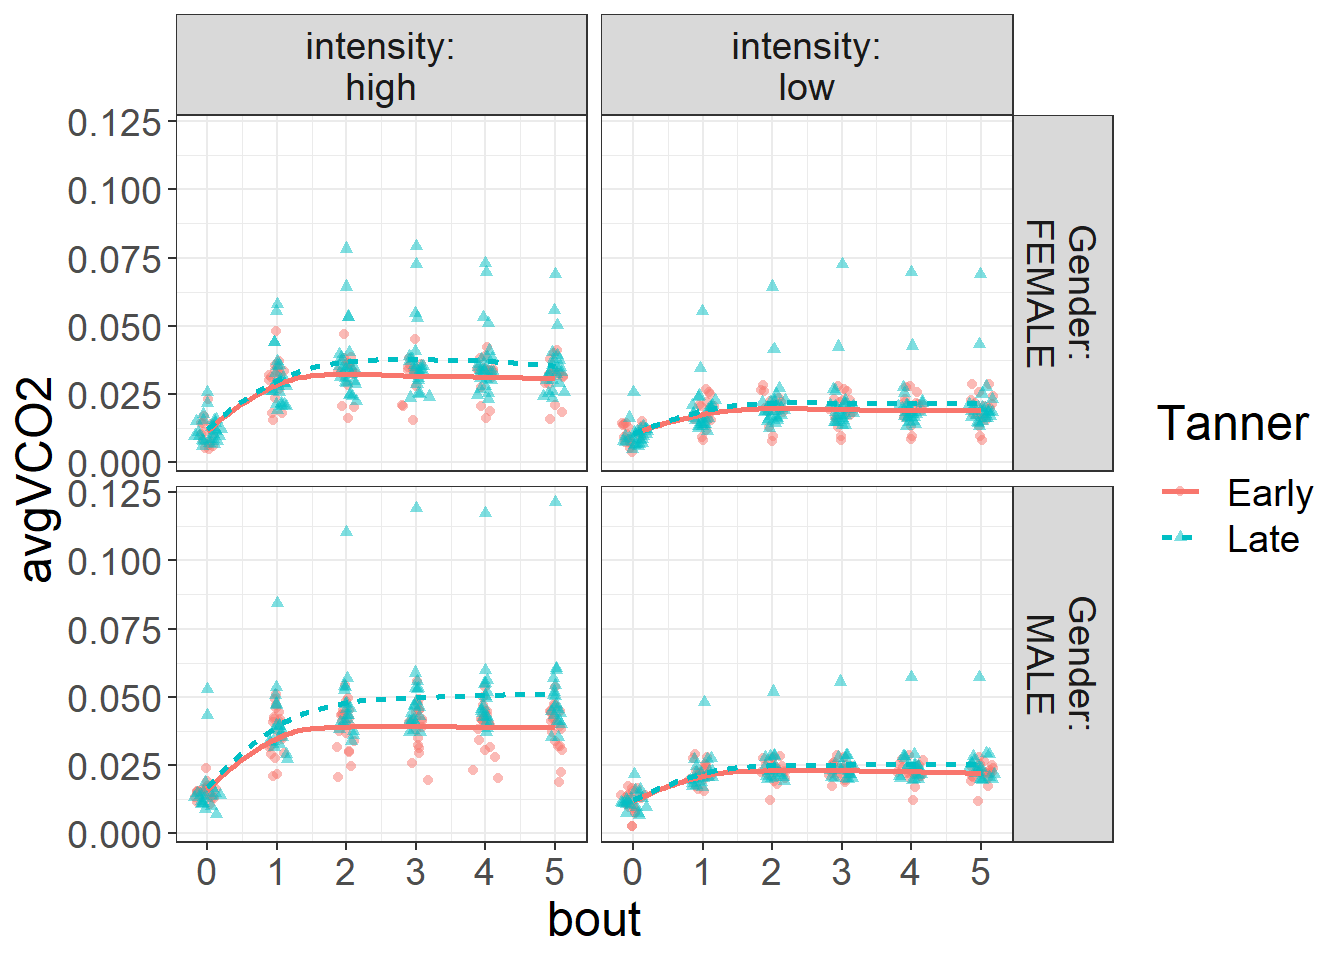 intensity:
high
intensity:
low
0.125
0.100
0.075
0.050
0.025
0.000
Gender:
FEMALE
0.125
0.100
0.075
0.050
0.025
0.000
Gender:
MALE
avgVCO2
0 1 2 3 4 5
0 1 2 3 4 5
bout
Tanner
Early
Late